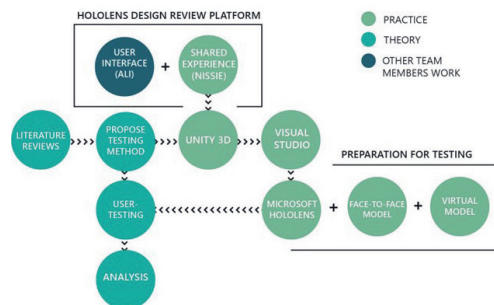 HOLOLENS DESIGN REVIEW PLATFORM
USER
INTERFACE
(ALI)
+
SHARED
EXPERIENCE
(NISSIE)
PRACTICE
THEORY
OTHER TEAM
MEMBERS WORK
LITERATURE
REVIEWS
PROPOSE
TESTING
METHOD
UNITY 3D
VISUAL
STUDIO
PREPARATION FOR TESTING
USER-
TESTING
MICROSOFT
HOLOLENS
+
FACE-TO-FACE
MODEL
+
VIRTUAL
MODEL
ANALYSIS